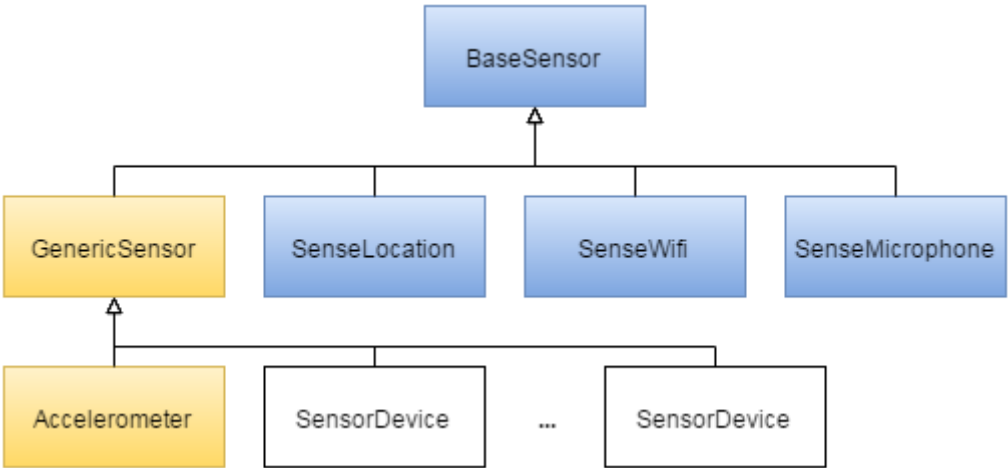 BaseSensor
GenericSensor
SenseLocation
SenseWifi
SenseMicrophone
Accelerometer
SensorDevice
...
SensorDevice